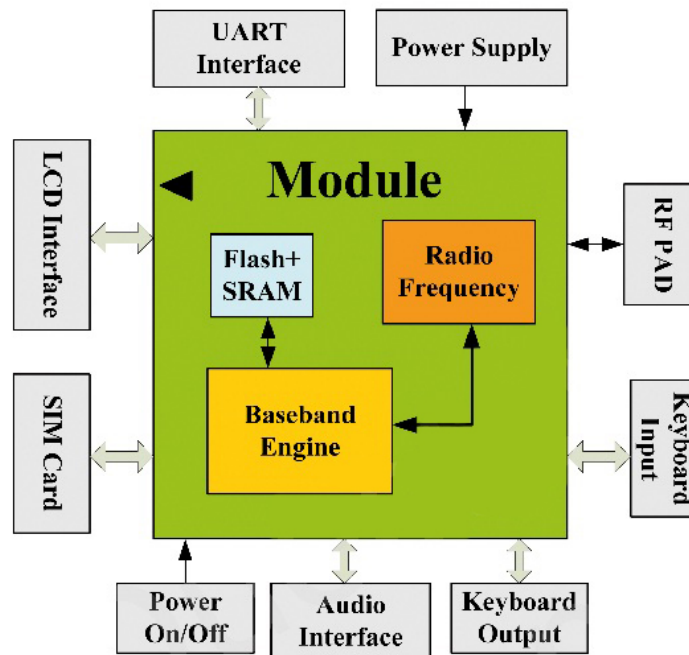 UART
Interface
Power Supply
LCD Interface
Module
RF PAD
Flash+
SRAM
Radio
Frequency
SIM Card
Baseband
Engine
Keyboard
Input
Power
On/Off
Audio
Interface
Keyboard
Output